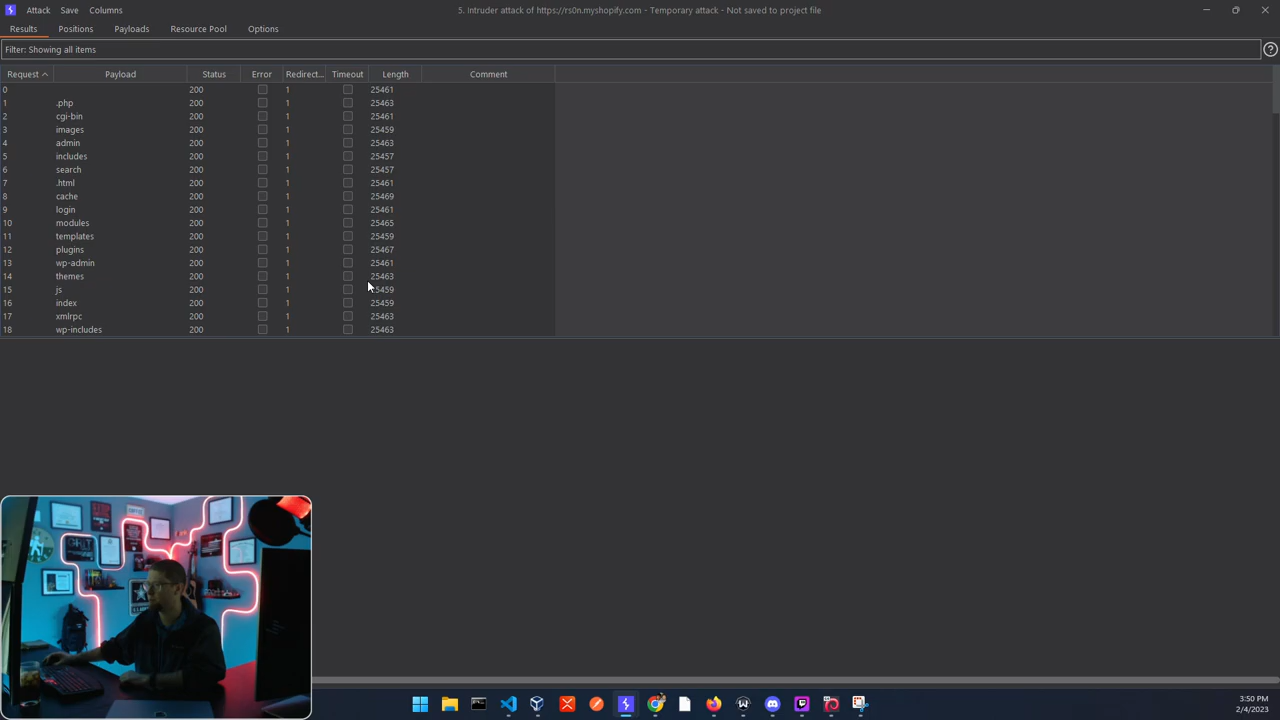 Attack Save Columns
5. Intruder attack of https://rs0n.myshopify.com - Temporary attack - Not saved to project file
Results Positions Payloads Resource Pool Options
Filter: Showing all items
Request Payload Status Error Redirect... Timeout Length Comment
0 200 1 25461
1 .php 200 1 25463
2 cgi-bin 200 1 25461
3 images 200 1 25459
4 admin 200 1 25463
5 includes 200 1 25457
6 search 200 1 25457
7 .html 200 1 25461
8 cache 200 1 25469
9 login 200 1 25461
10 modules 200 1 25465
11 templates 200 1 25459
12 plugins 200 1 25467
13 wp-admin 200 1 25461
14 themes 200 1 25463
15 js 200 1 25459
16 index 200 1 25459
17 xmlrpc 200 1 25463
18 wp-includes 200 1 25463
3:50 PM
2/4/2023